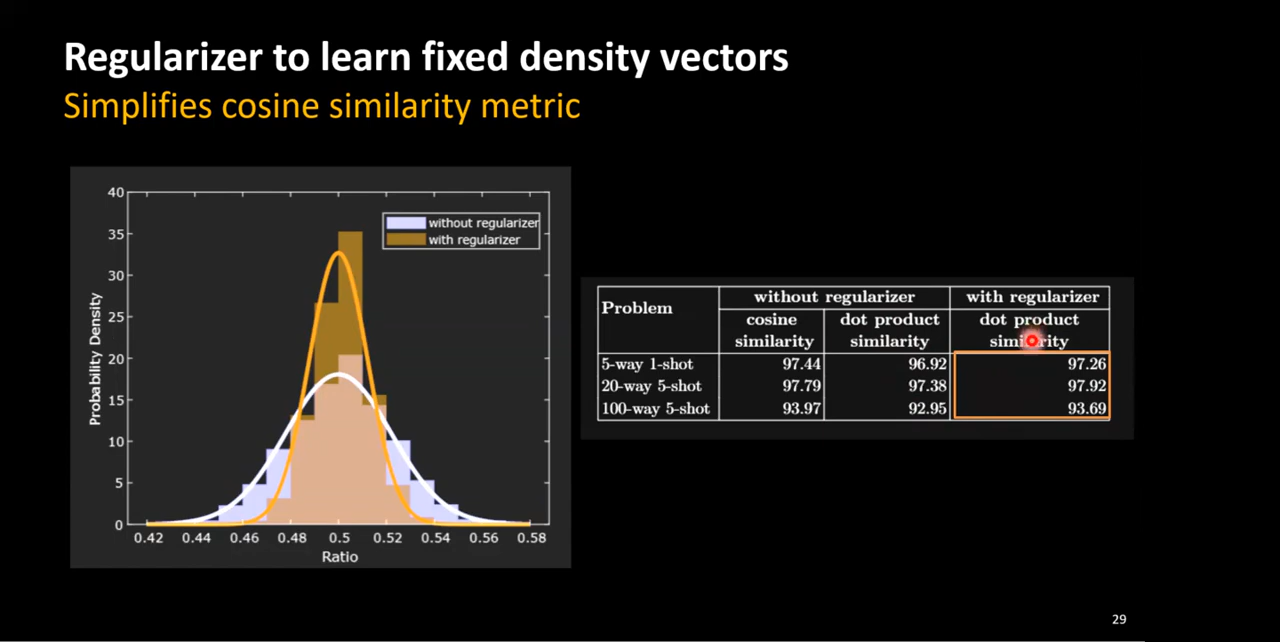 Regularizer to learn fixed density vectors
Simplifies cosine similarity metric
40
35
30
25
20
15
10
5
0
Probability Density
without regularizer
with regularizer
0.42 0.44 0.46 0.48 0.5 0.52 0.54 0.56 0.58
Ratio
Problem without regularizer with regularizer
cosine similarity dot product similarity dot product similarity
5-way 1-shot 97.44 96.92 97.26
20-way 5-shot 97.79 97.38 97.92
100-way 5-shot 93.97 92.95 93.69
29